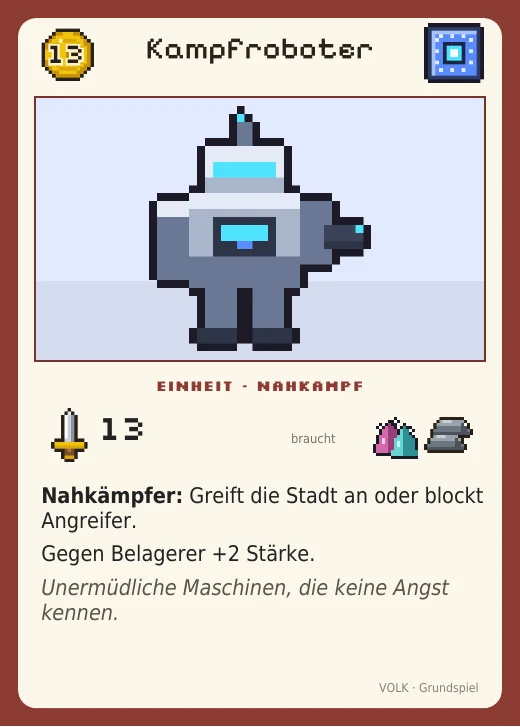 13
Kampfroboter
EINHEIT - NAHKAMPF
13
braucht
Nahkämpfer: Greift die Stadt an oder blockt
Angreifer.
Gegen Belagerer +2 Stärke.
Unermüdliche Maschinen, die keine Angst
kennen.
VOLK · Grundspiel